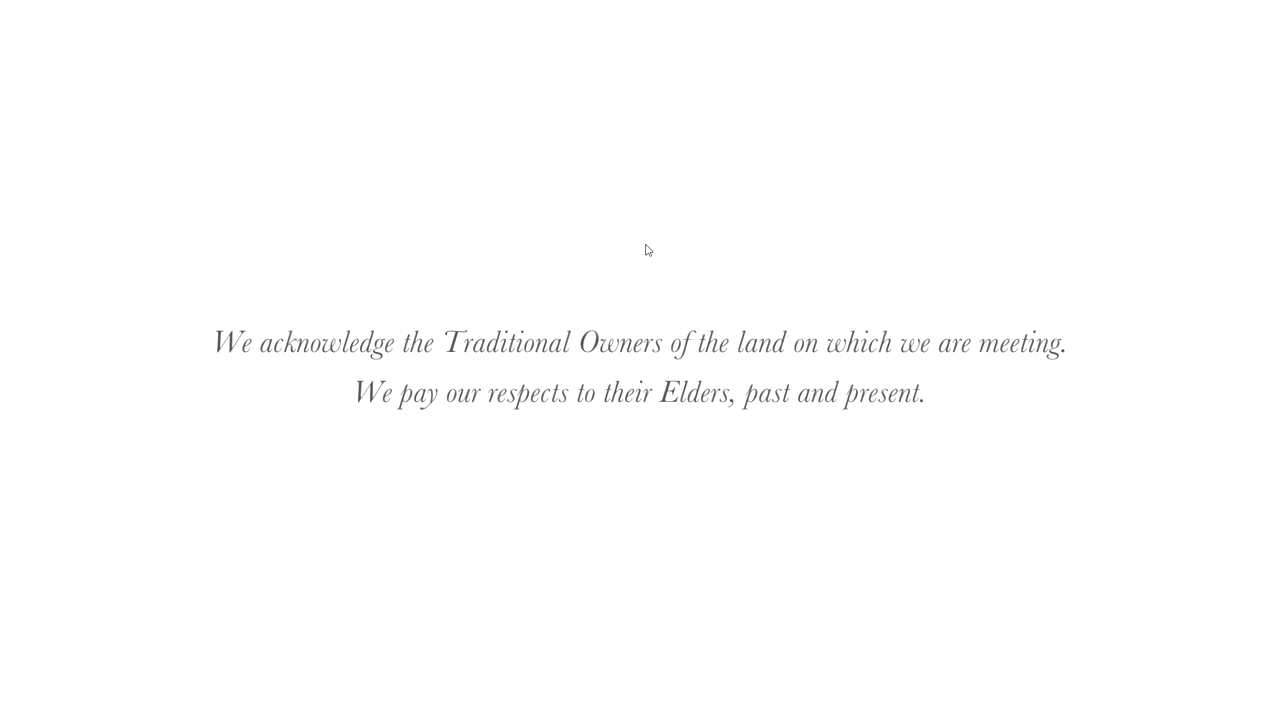 We acknowledge the Traditional Owners of the land on which we are meeting.
We pay our respects to their Elders, past and present.